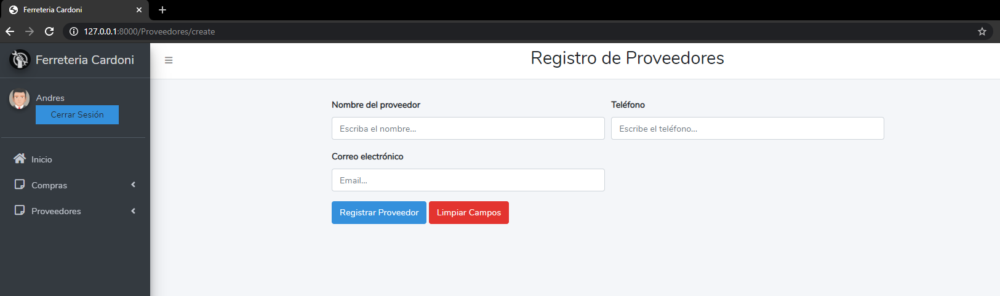 Ferreteria Cardoni
127.0.0.1:8000/Proveedores/create
Ferreteria Cardoni
Registro de Proveedores
Andres
Cerrar Sesión
Inicio
Compras
Proveedores
Nombre del proveedor
Teléfono
Escriba el nombre...
Escribe el teléfono...
Correo electrónico
Email...
Registrar Proveedor
Limpiar Campos